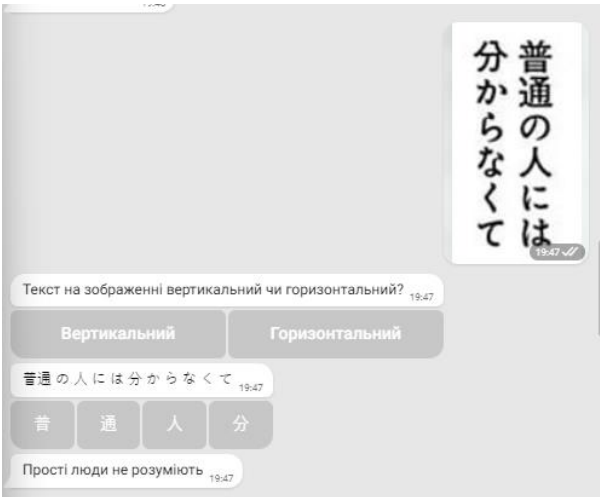 普通の人には
分からなくて
19:47
Текст на зображенні вертикальний чи горизонтальний? 19:47
Вертикальний Горизонтальний
普通の人には分からなくて 19:47
普 通 人 分
Прості люди не розуміють 19:47